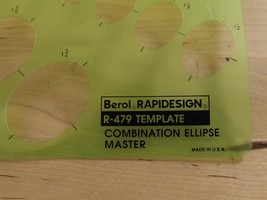 Berol® RAPIDESIGN®
R-479 TEMPLATE
COMBINATION ELLIPSE
MASTER
MADE IN U.S.A.